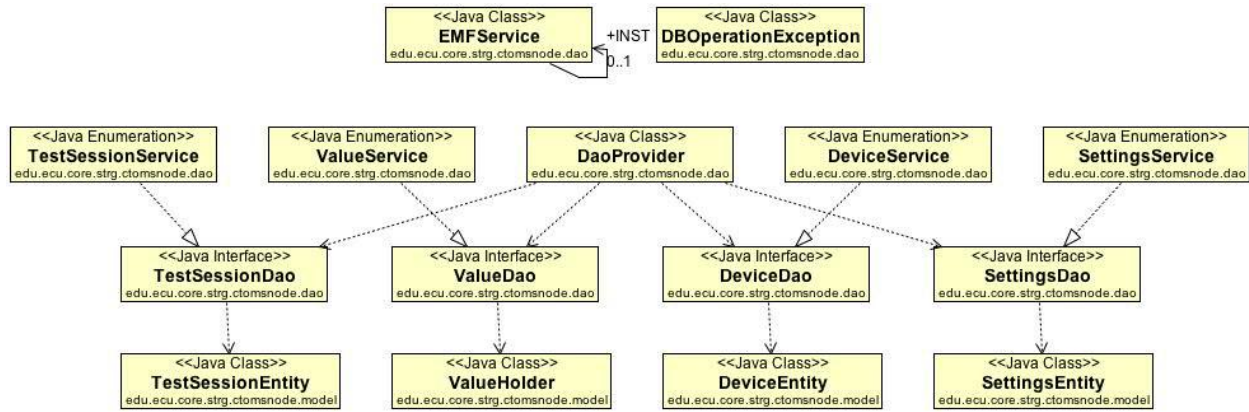 <<Java Class>>
EMFService
edu.ecu.core.strg.ctomsnode.dao
+INST
0..1
<<Java Class>>
DBOperationException
edu.ecu.core.strg.ctomsnode.dao
<<Java Enumeration>>
TestSessionService
edu.ecu.core.strg.ctomsnode.dao
<<Java Enumeration>>
ValueService
edu.ecu.core.strg.ctomsnode.dao
<<Java Class>>
DaoProvider
edu.ecu.core.strg.ctomsnode.dao
<<Java Enumeration>>
DeviceService
edu.ecu.core.strg.ctomsnode.dao
<<Java Enumeration>>
SettingsService
edu.ecu.core.strg.ctomsnode.dao
<<Java Interface>>
TestSessionDao
edu.ecu.core.strg.ctomsnode.dao
<<Java Interface>>
ValueDao
edu.ecu.core.strg.ctomsnode.dao
<<Java Interface>>
DeviceDao
edu.ecu.core.strg.ctomsnode.dao
<<Java Interface>>
SettingsDao
edu.ecu.core.strg.ctomsnode.dao
<<Java Class>>
TestSessionEntity
edu.ecu.core.strg.ctomsnode.model
<<Java Class>>
ValueHolder
edu.ecu.core.strg.ctomsnode.model
<<Java Class>>
DeviceEntity
edu.ecu.core.strg.ctomsnode.model
<<Java Class>>
SettingsEntity
edu.ecu.core.strg.ctomsnode.model